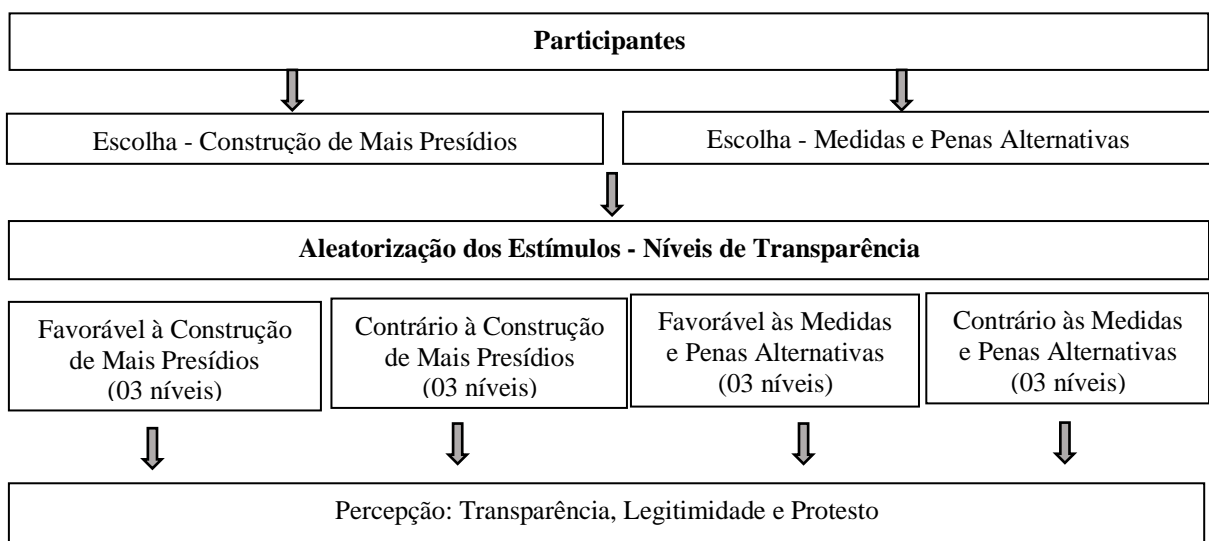 Participantes
Escolha - Construção de Mais Presídios
Escolha - Medidas e Penas Alternativas
Aleatorização dos Estímulos - Níveis de Transparência
Favorável à Construção
de Mais Presídios
(03 níveis)
Contrário à Construção
de Mais Presídios
(03 níveis)
Favorável às Medidas
e Penas Alternativas
(03 níveis)
Contrário às Medidas
e Penas Alternativas
(03 níveis)
Percepção: Transparência, Legitimidade e Protesto